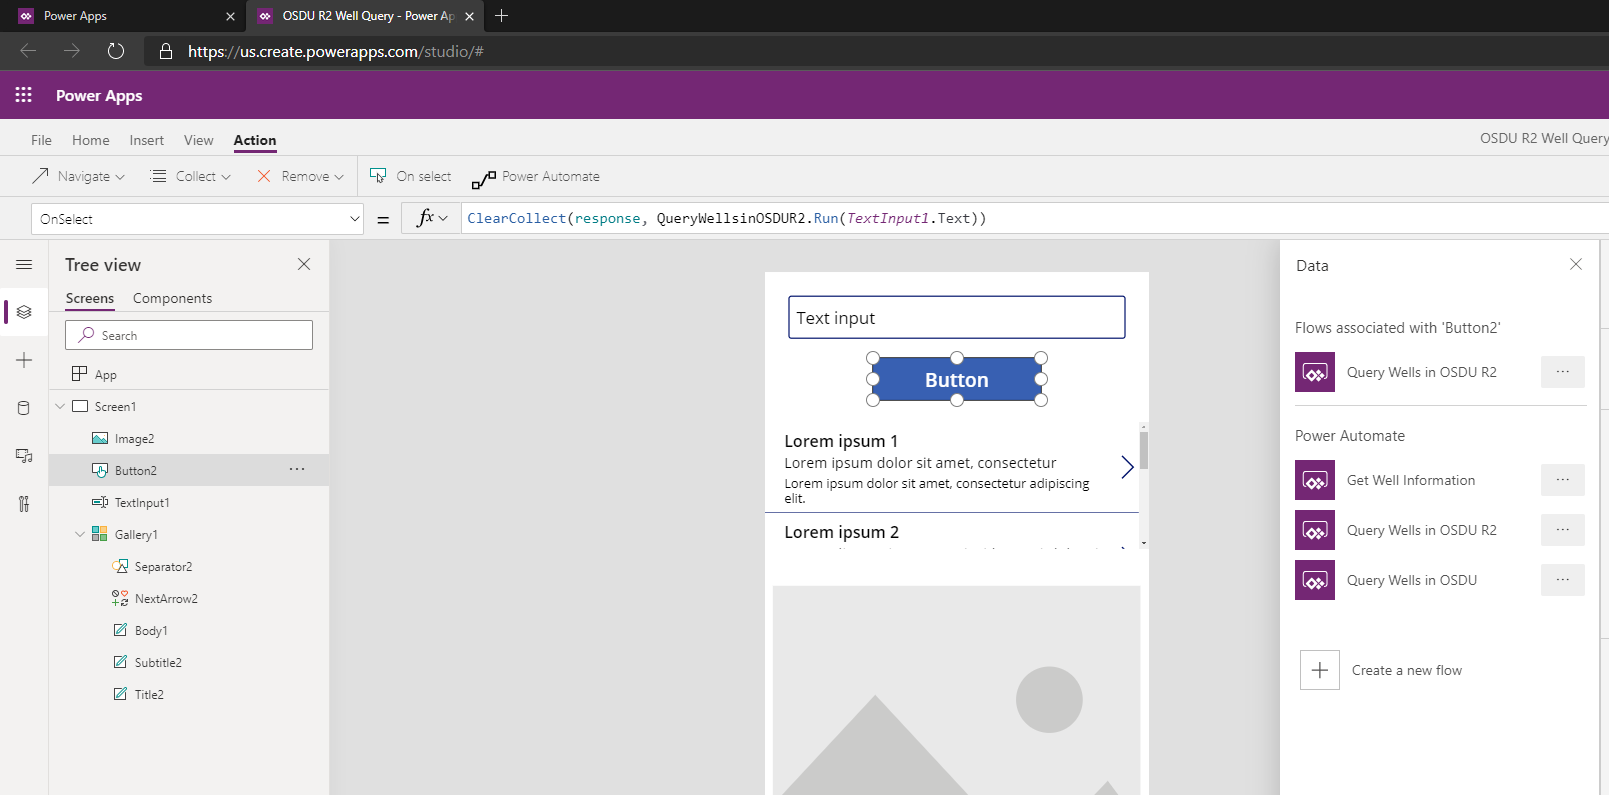 Power Apps
OSDU R2 Well Query - Power Ap
https://us.create.powerapps.com/studio/#
Power Apps
File Home Insert View Action
OSDU R2 Well Query
Navigate Collect Remove On select Power Automate
OnSelect = fx ClearCollect(response, QueryWellsinOSDUR2.Run(TextInput1.Text))
Tree view
Screens Components
Search
App
Screen1
Image2
Button2 ...
TextInput1
Gallery1
Separator2
NextArrow2
Body1
Subtitle2
Title2
Text input
Button
Lorem ipsum 1
Lorem ipsum dolor sit amet, consectetur
Lorem ipsum dolor sit amet, consectetur adipiscing
elit.
Lorem ipsum 2
Data
Flows associated with 'Button2'
Query Wells in OSDU R2 ...
Power Automate
Get Well Information ...
Query Wells in OSDU R2 ...
Query Wells in OSDU ...
Create a new flow